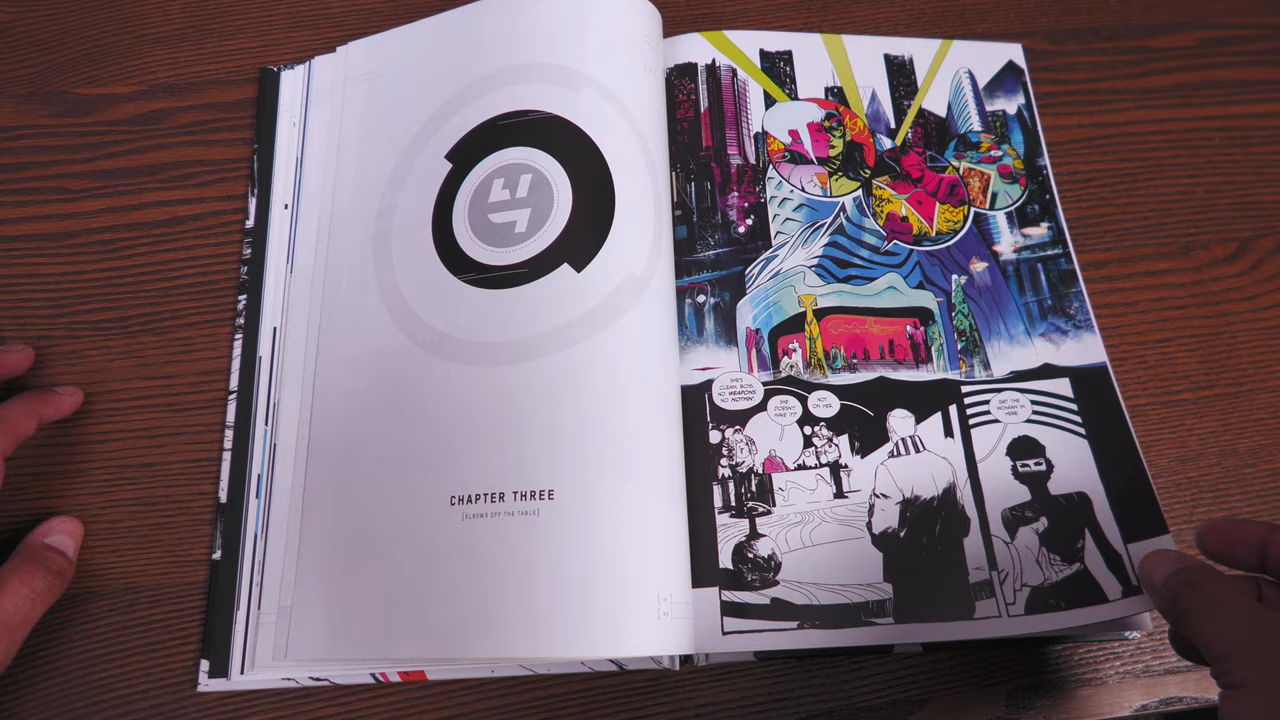 CHAPTER THREE
[ELBOWS OFF THE TABLE]
SHE'S
CLEAN, BOSS.
NO WEAPONS.
NO NOTHIN'.
SHE
DOESN'T
HAVE IT?
NOT
ON HER.
GET THE
WOMAN IN
HERE.